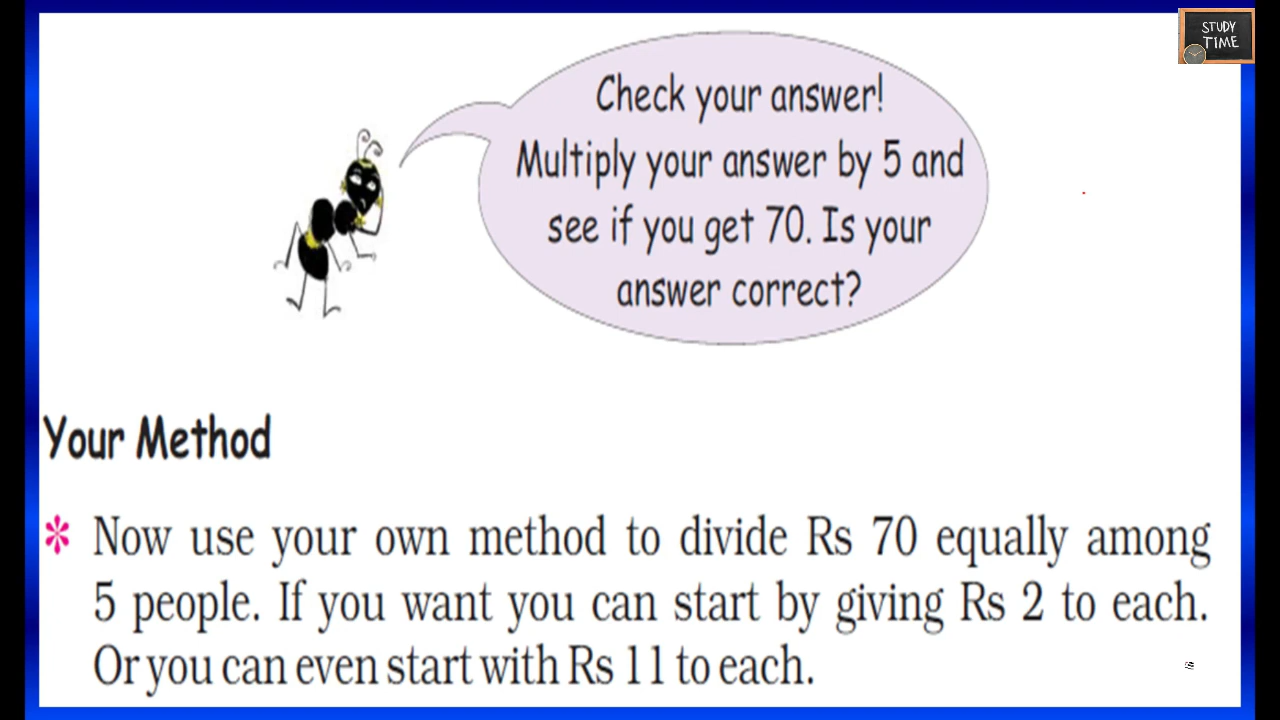 STUDY
TIME
Check your answer!
Multiply your answer by 5 and
see if you get 70. Is your
answer correct?
Your Method
* Now use your own method to divide Rs 70 equally among
5 people. If you want you can start by giving Rs 2 to each.
Or you can even start with Rs 11 to each.